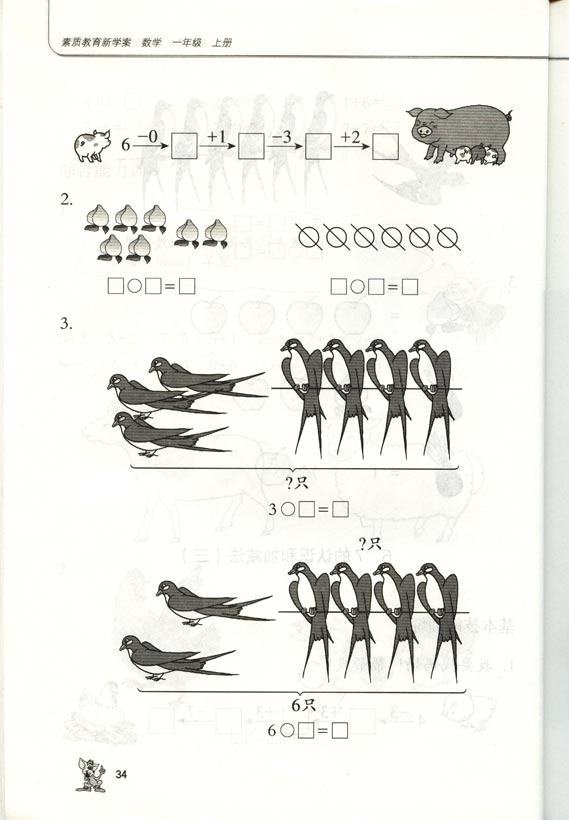 素质教育新学案 数学 一年级 上册
6 −0 → □ +1 → □ −3 → □ +2 → □
2.
□○□=□ □○□=□
3.
?只
3○□=□
?只
6只
6○□=□
34